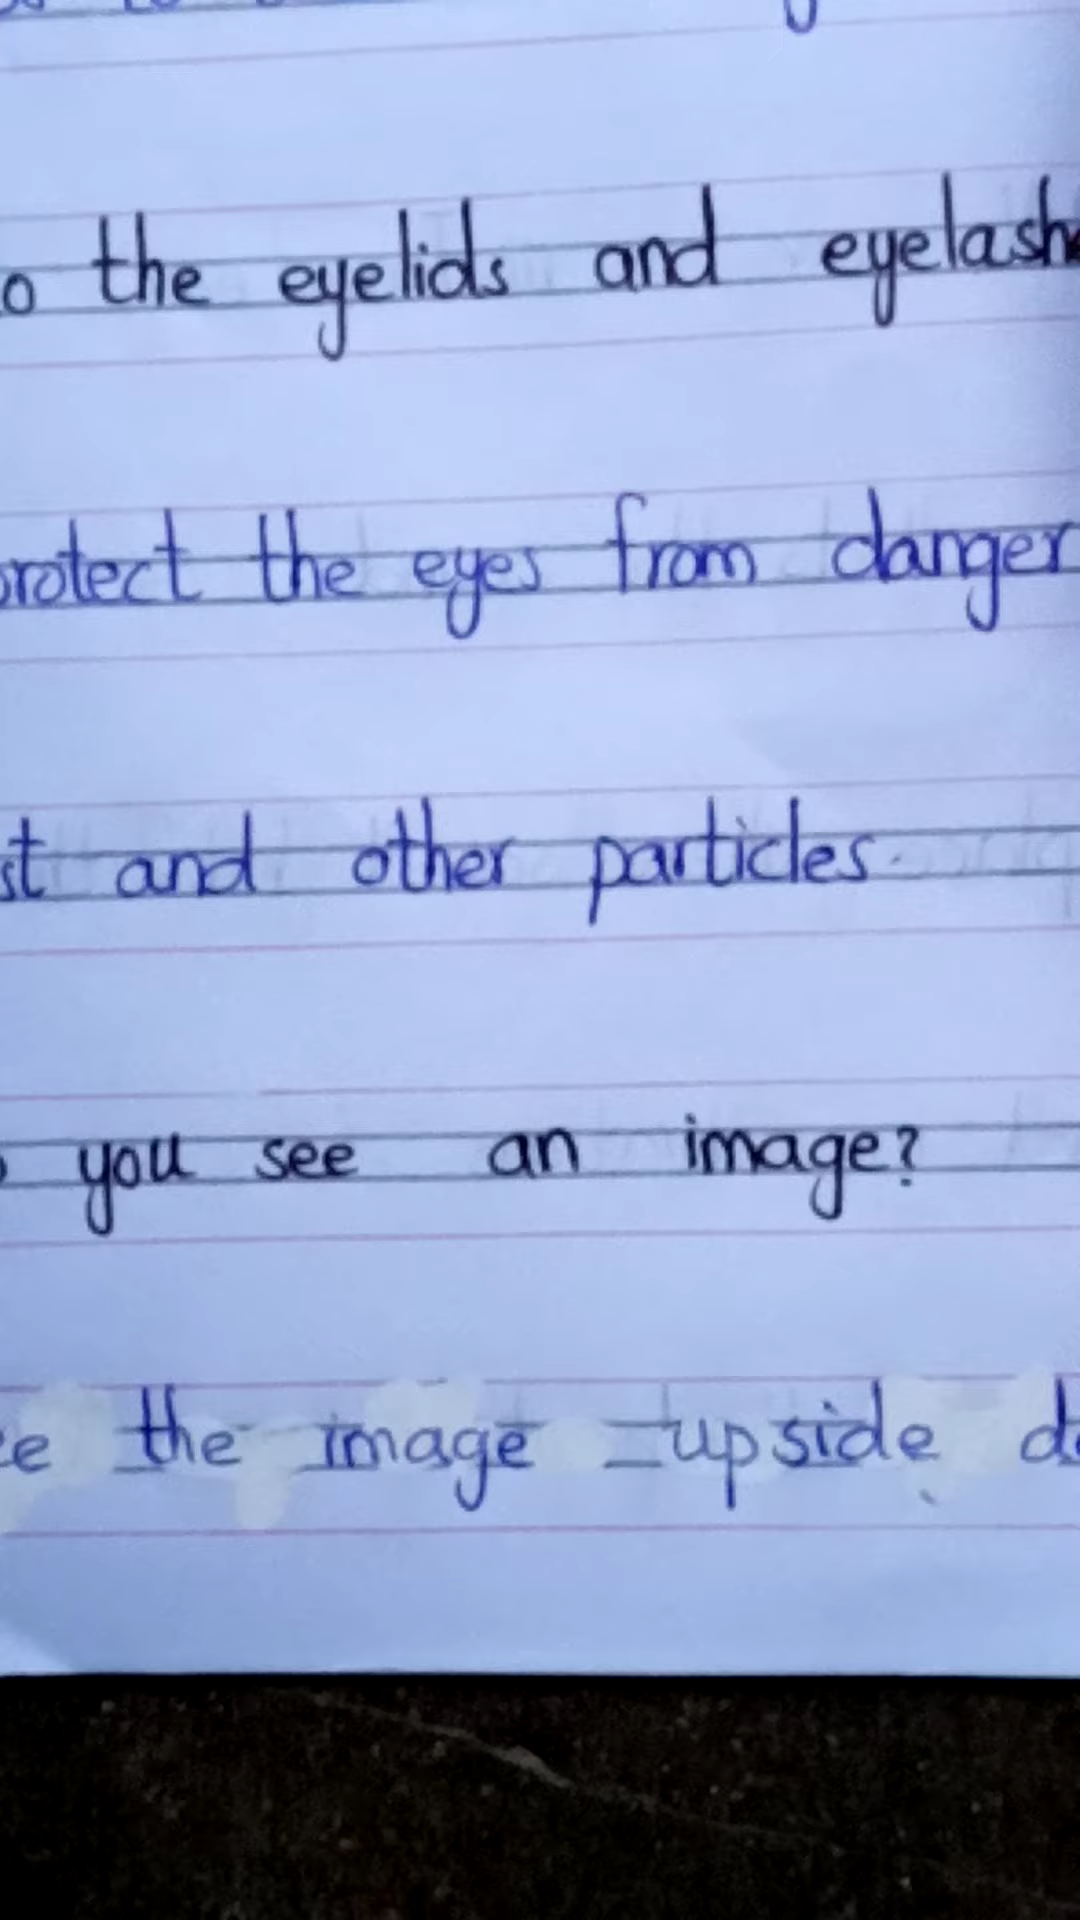 o the eyelids and eyelash
protect the eyes from danger
st and other particles.
you see an image?
the image upside